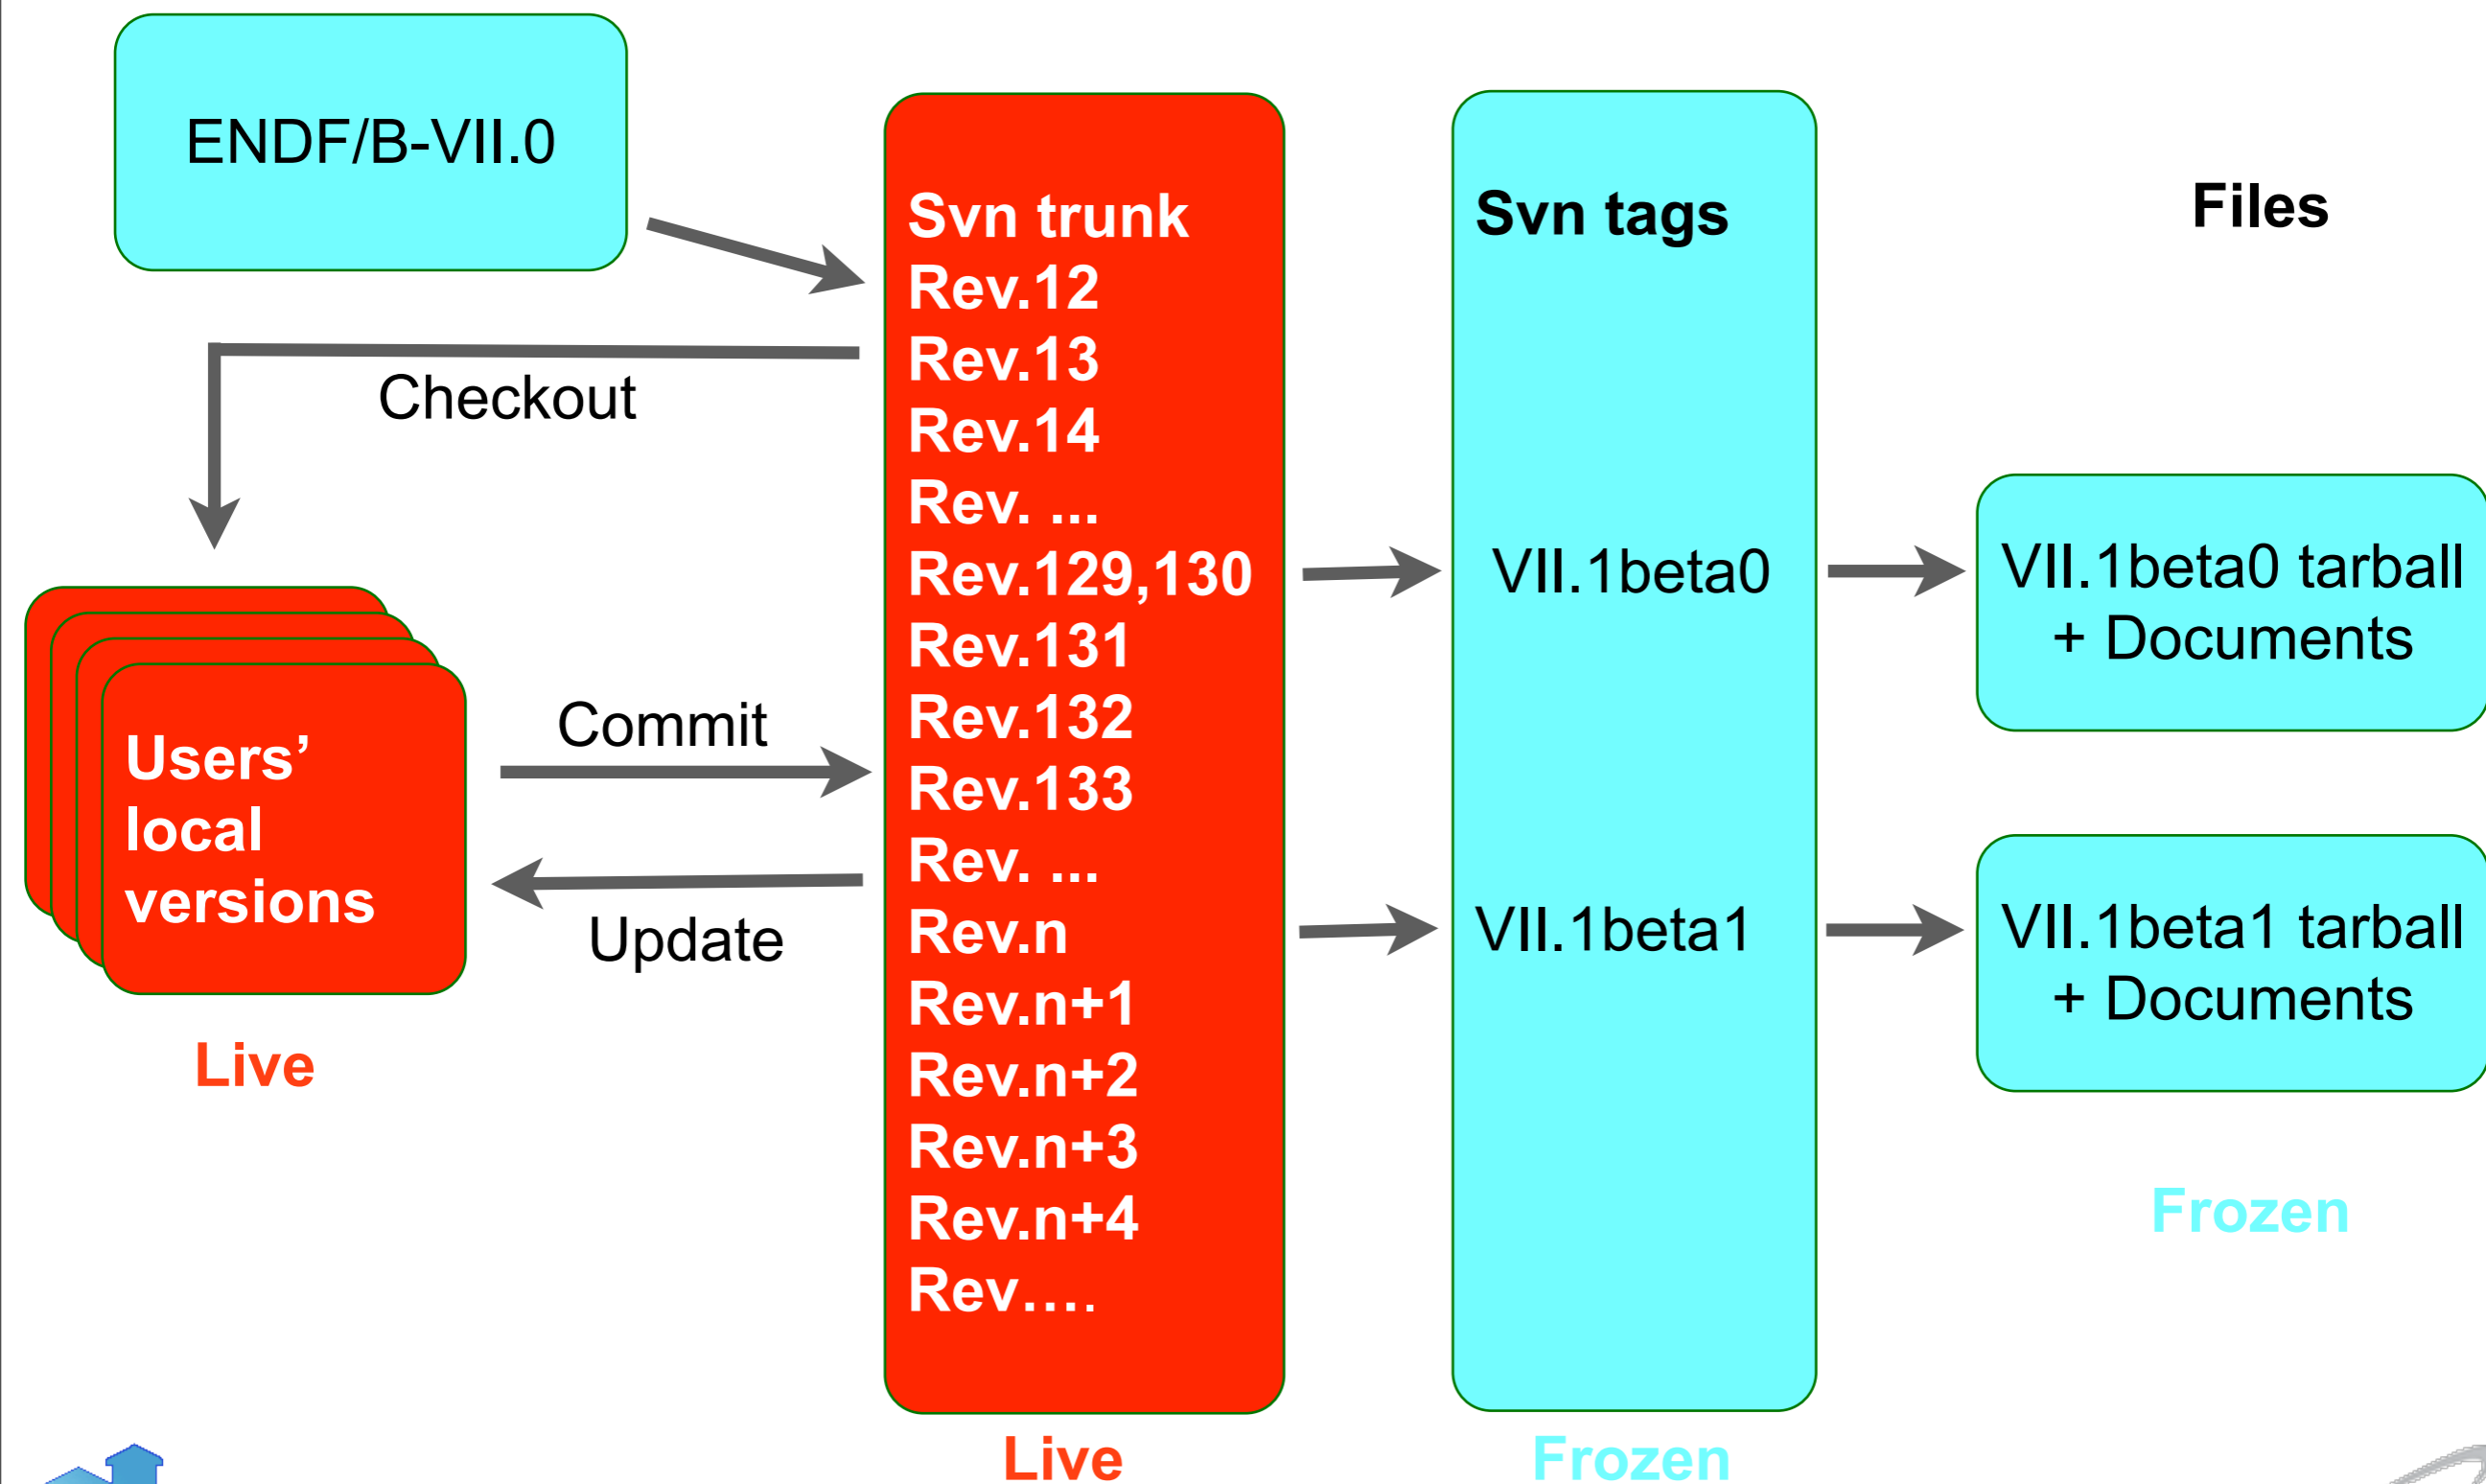 ENDF/B-VII.0
Checkout
Users’
local
versions
Live
Commit
Update
Svn trunk
Rev.12
Rev.13
Rev.14
Rev. ...
Rev.129,130
Rev.131
Rev.132
Rev.133
Rev. ...
Rev.n
Rev.n+1
Rev.n+2
Rev.n+3
Rev.n+4
Rev….
Live
Svn tags
VII.1beta0
VII.1beta1
Frozen
Files
VII.1beta0 tarball
+ Documents
VII.1beta1 tarball
+ Documents
Frozen